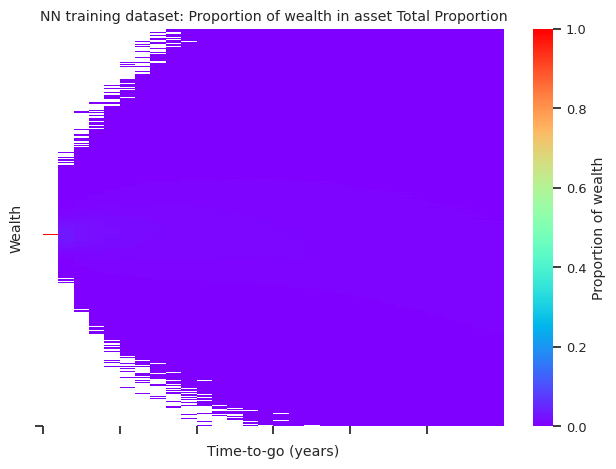 NN training dataset: Proportion of wealth in asset Total Proportion
Wealth
Time-to-go (years)
1.0
0.8
0.6
0.4
0.2
0.0
Proportion of wealth